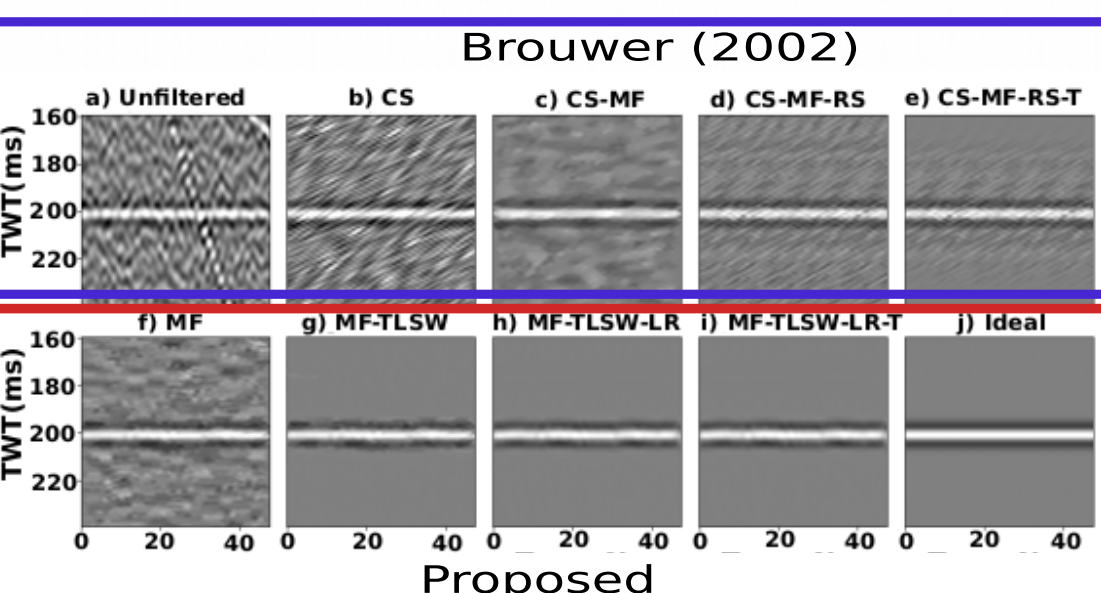 Brouwer (2002)
a) Unfiltered b) CS c) CS-MF d) CS-MF-RS e) CS-MF-RS-T
TWT(ms)
160
180
200
220
f) MF g) MF-TLSW h) MF-TLSW-LR i) MF-TLSW-LR-T j) Ideal
TWT(ms)
160
180
200
220
0 20 40 0 20 40 0 20 40 0 20 40 0 20 40
Proposed